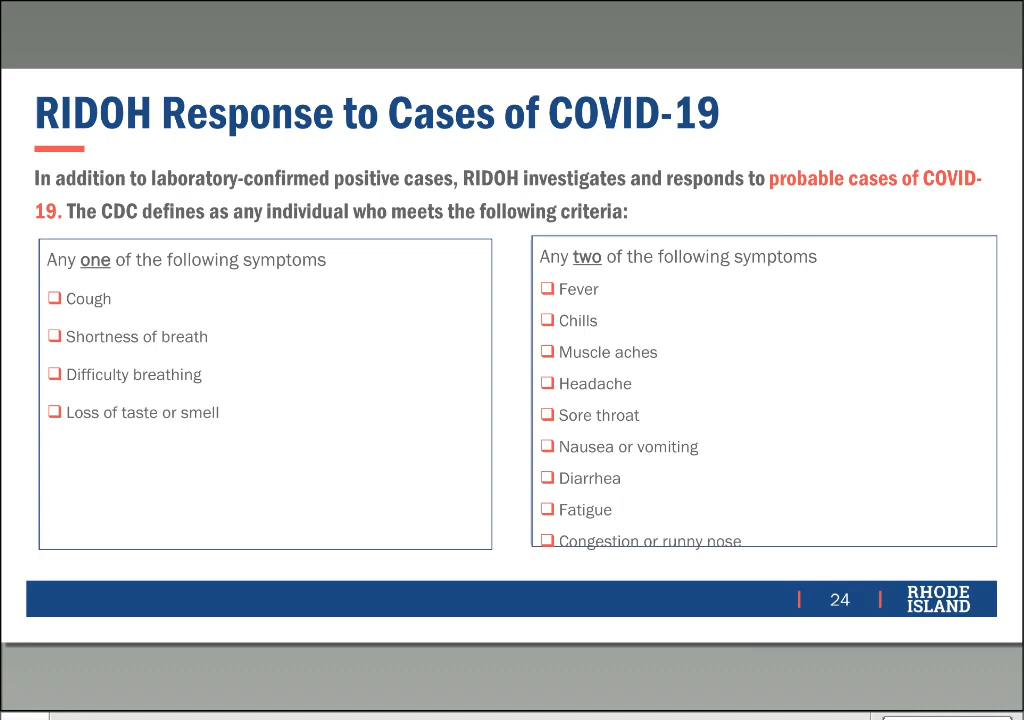 RIDOH Response to Cases of COVID-19
In addition to laboratory-confirmed positive cases, RIDOH investigates and responds to probable cases of COVID-
19. The CDC defines as any individual who meets the following criteria:
Any one of the following symptoms
Cough
Shortness of breath
Difficulty breathing
Loss of taste or smell
Any two of the following symptoms
Fever
Chills
Muscle aches
Headache
Sore throat
Nausea or vomiting
Diarrhea
Fatigue
Congestion or runny nose
24
RHODE
ISLAND